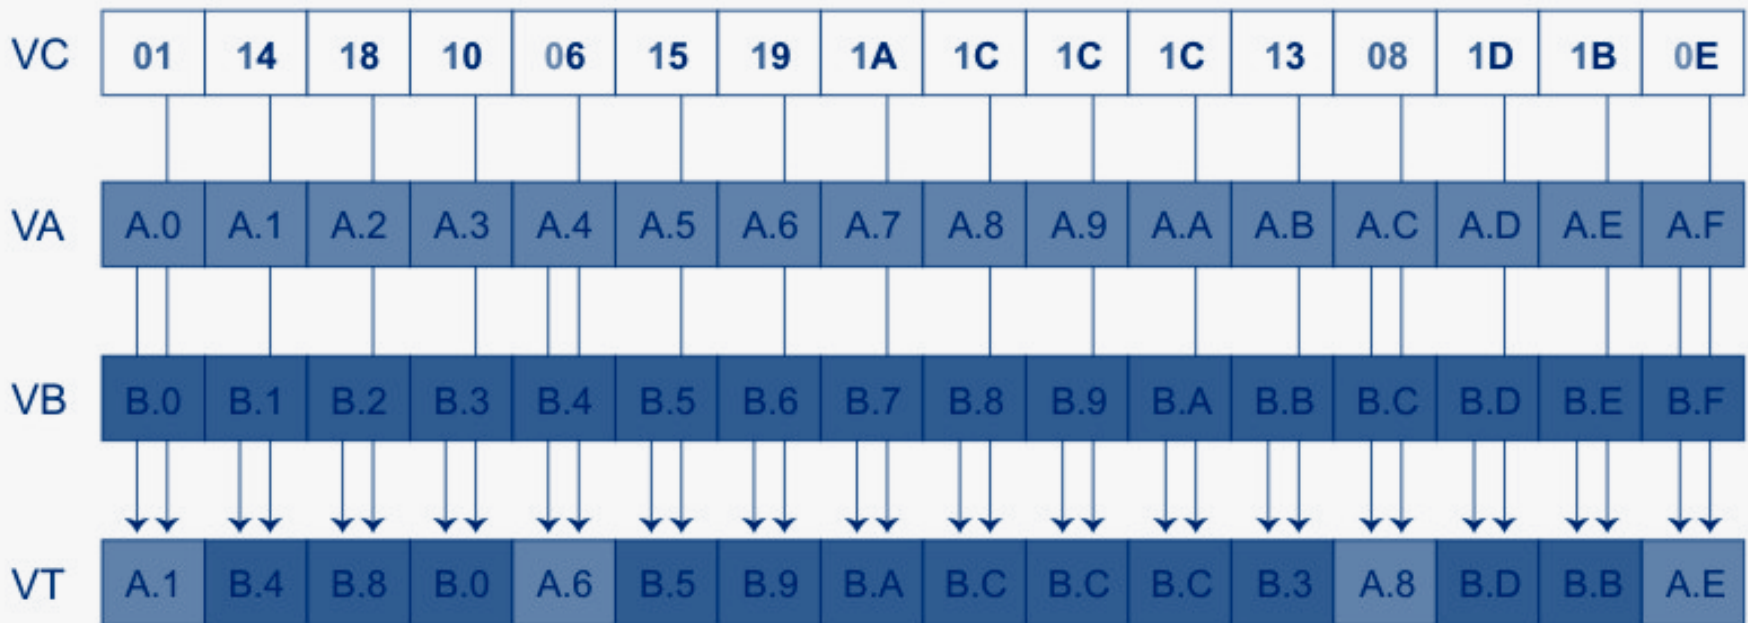 VC 01 14 18 10 06 15 19 1A 1C 1C 1C 13 08 1D 1B 0E
VA A.0 A.1 A.2 A.3 A.4 A.5 A.6 A.7 A.8 A.9 A.A A.B A.C A.D A.E A.F
VB B.0 B.1 B.2 B.3 B.4 B.5 B.6 B.7 B.8 B.9 B.A B.B B.C B.D B.E B.F
VT A.1 B.4 B.8 B.0 A.6 B.5 B.9 B.A B.C B.C B.C B.3 A.8 B.D B.B A.E